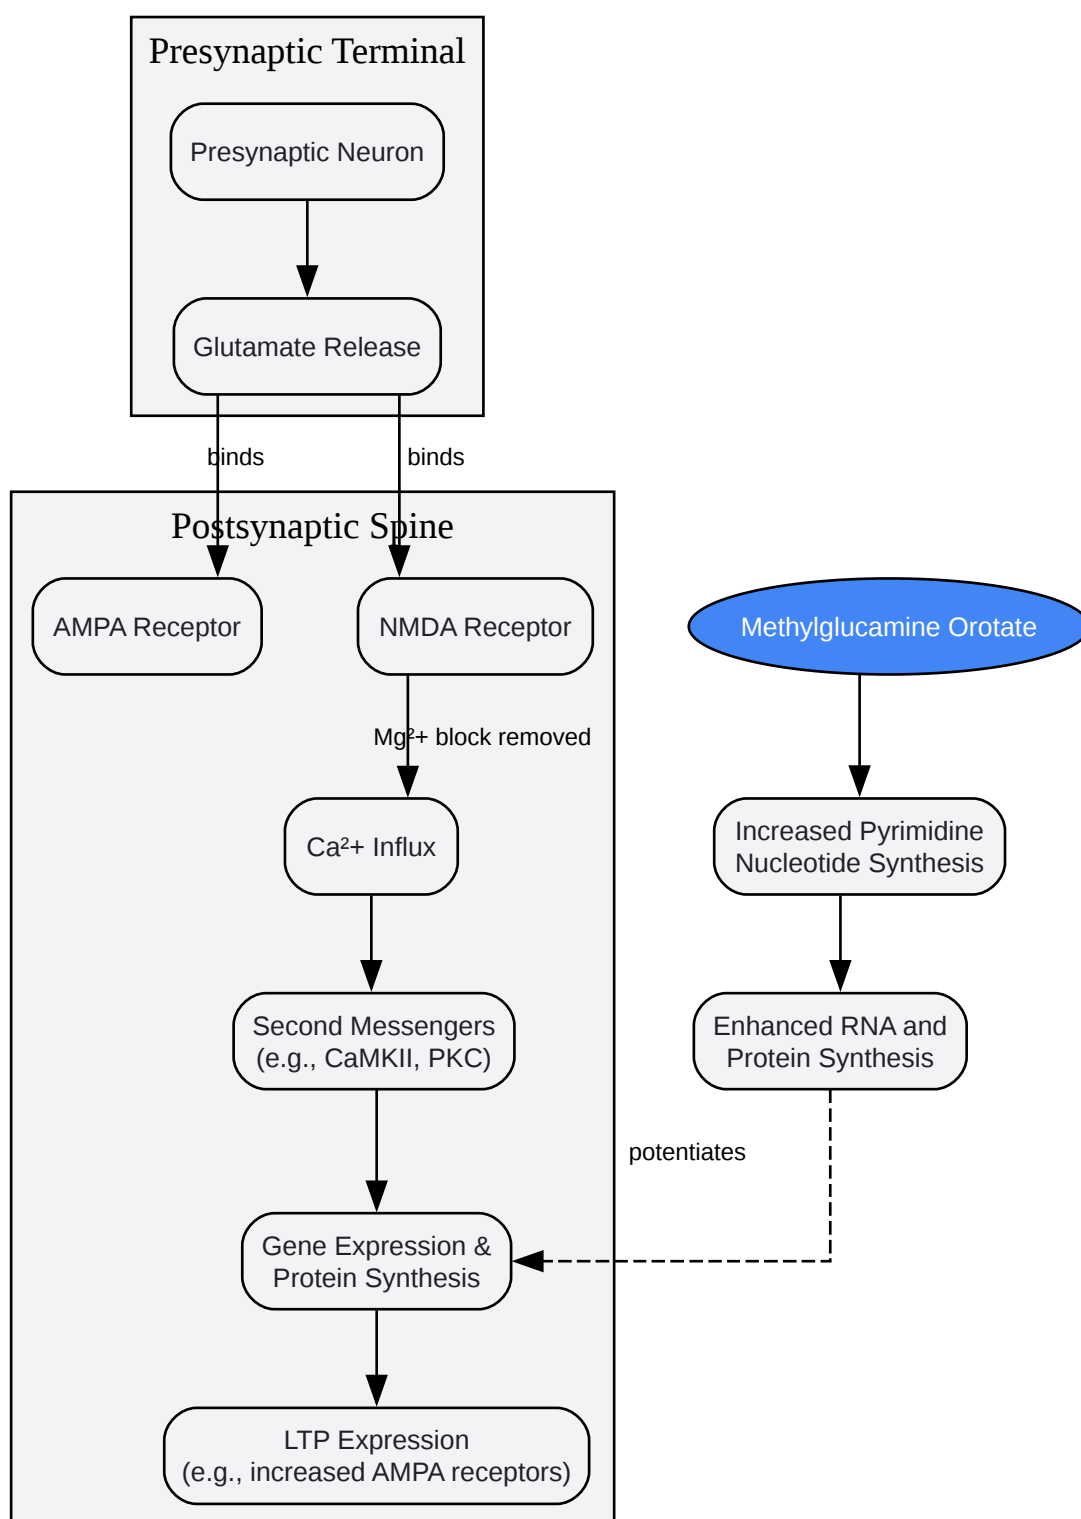 Presynaptic Terminal
Presynaptic Neuron
Glutamate Release
binds
binds
Postsynaptic Spine
AMPA Receptor
NMDA Receptor
Methylglucamine Orotate
Mg²+ block removed
Ca²+ Influx
Increased Pyrimidine
Nucleotide Synthesis
Second Messengers
(e.g., CaMKII, PKC)
Enhanced RNA and
Protein Synthesis
potentiates
Gene Expression &
Protein Synthesis
LTP Expression
(e.g., increased AMPA receptors)